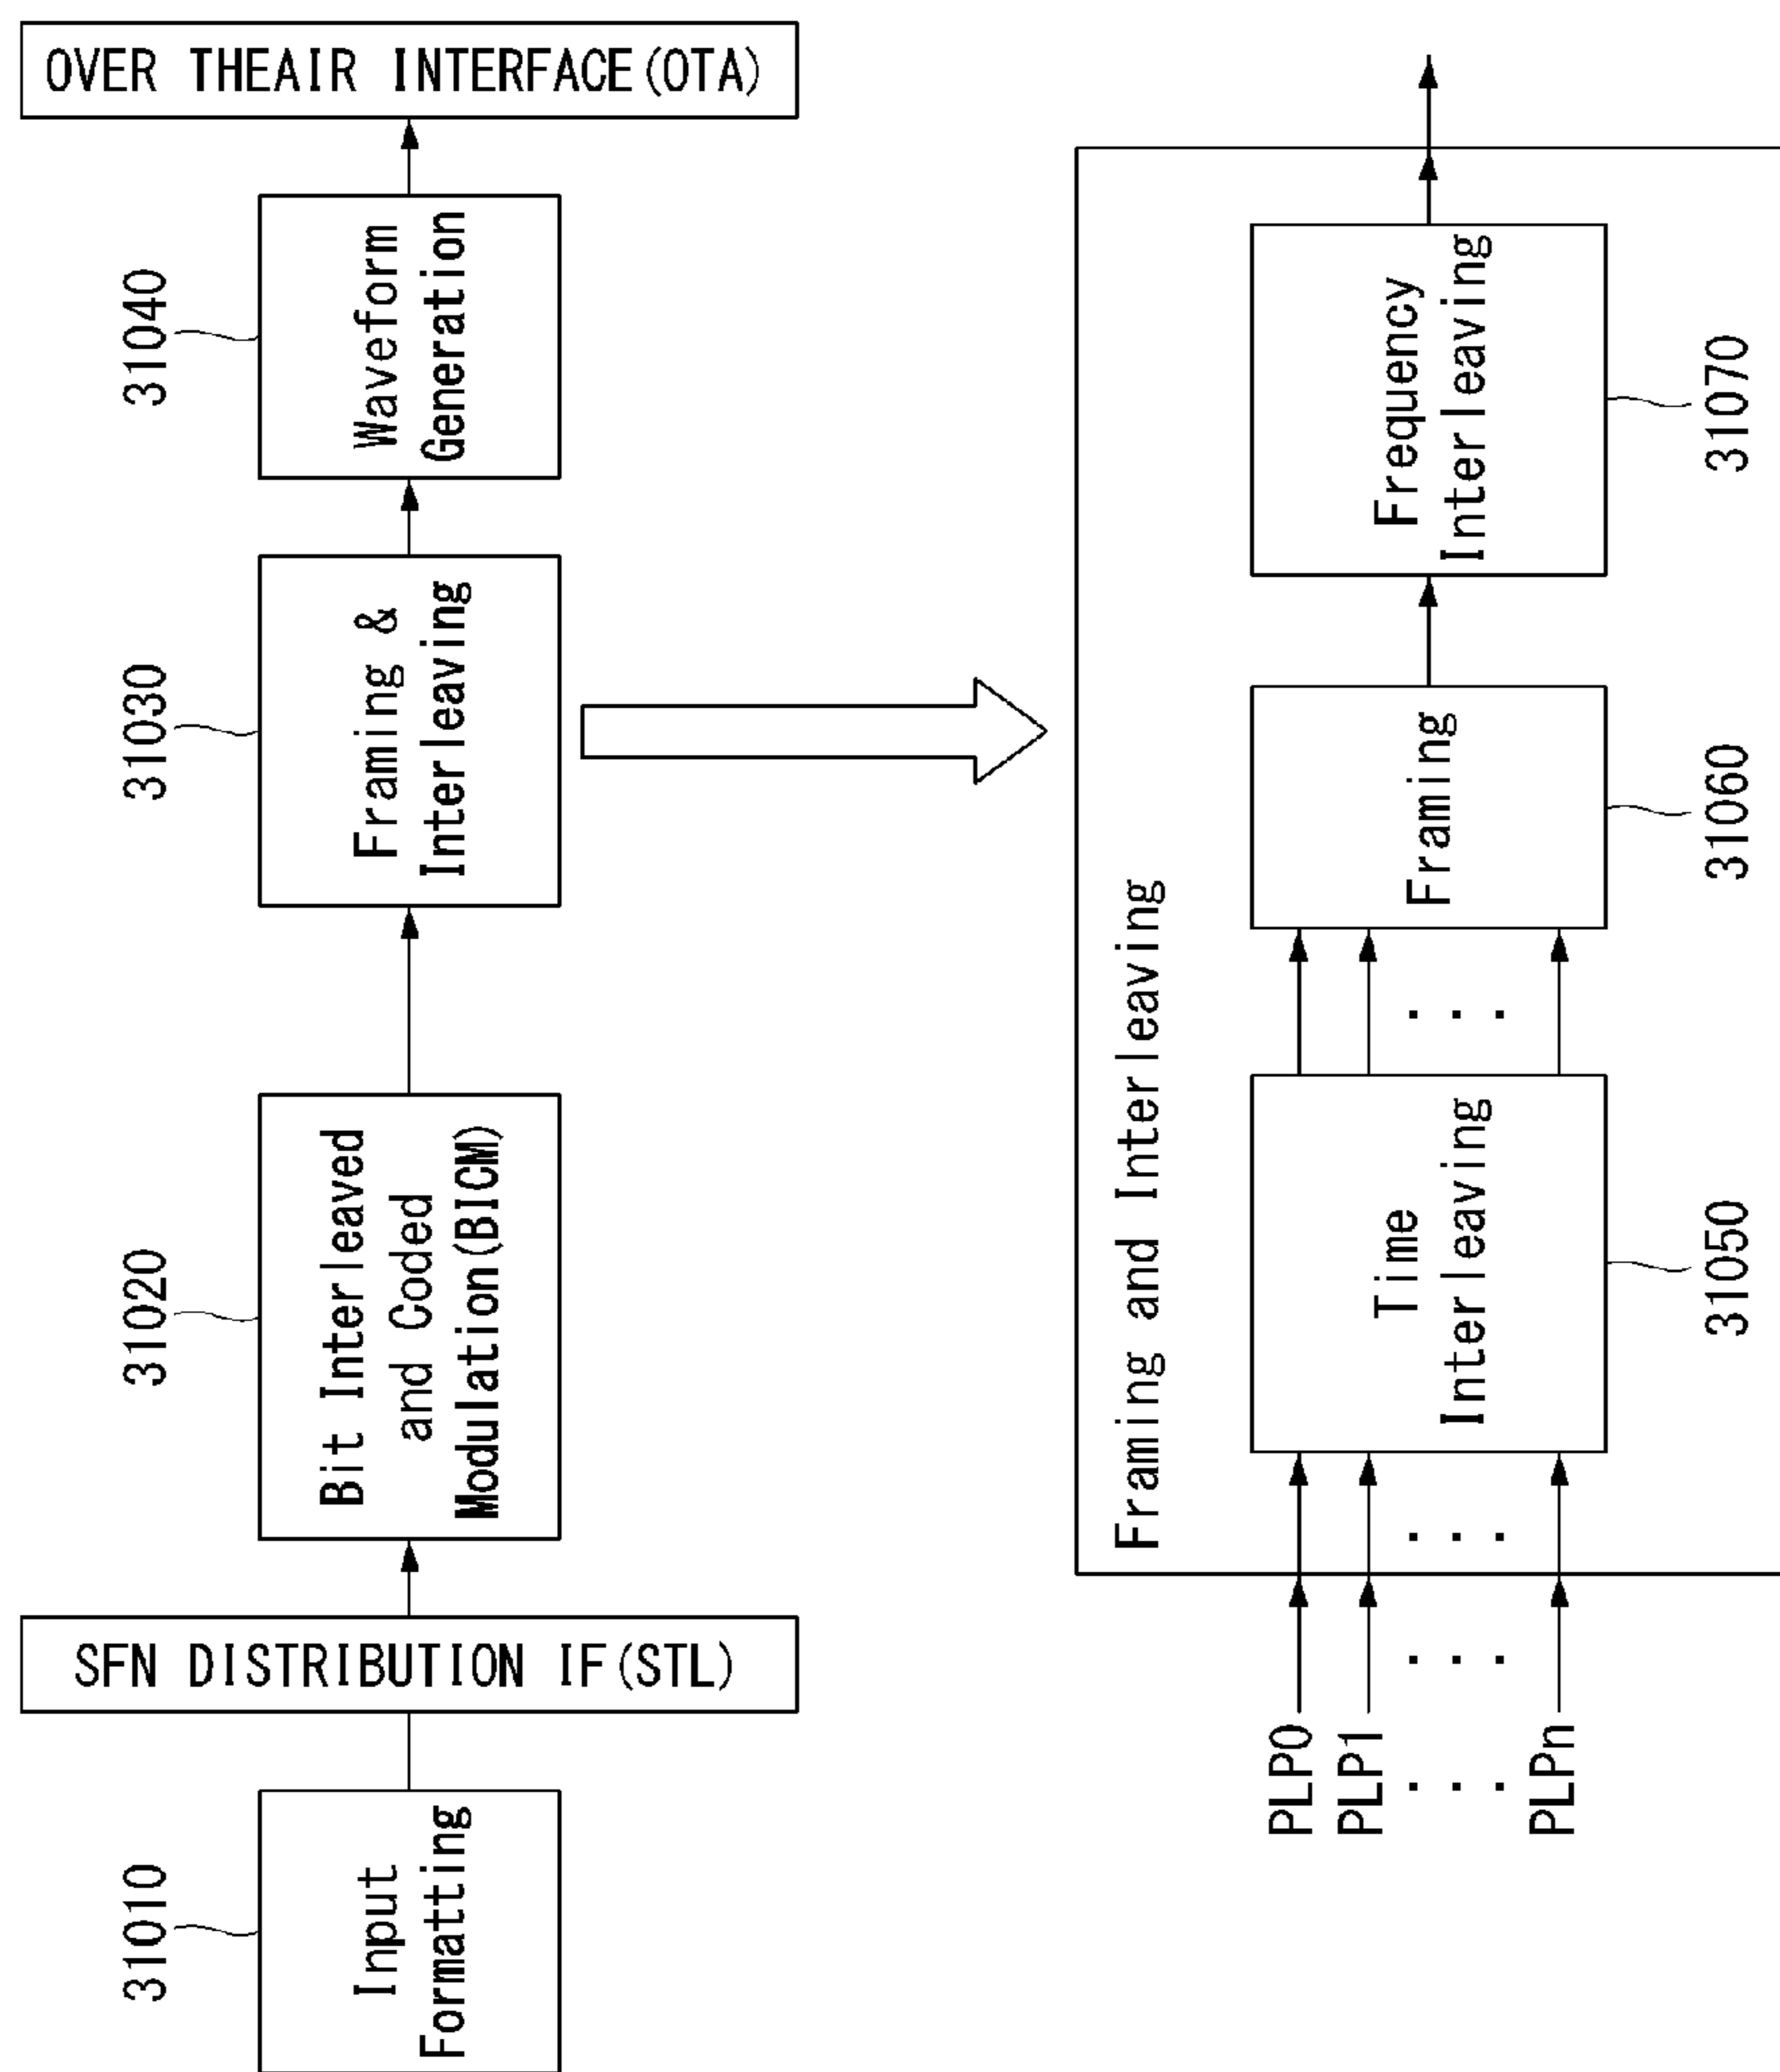 31010
Input
Formatting
SFN DISTRIBUTION IF(STL)
31020
Bit Interleaved
and Coded
Modulation(BICM)
31030
Framing &
Interleaving
31040
Waveform
Generation
OVER THEAIR INTERFACE(OTA)
Framing and Interleaving
PLP0
PLP1
. . .
PLPn
. . .
. . .
Time
Interleaving
31050
. . .
Framing
31060
Frequency
Interleaving
31070